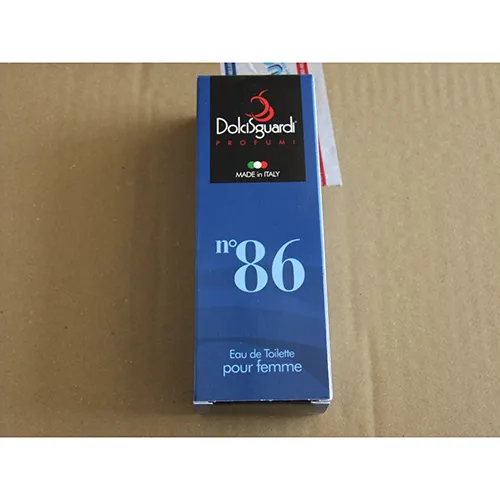 DolciSguardi®
PROFUMI
MADE in ITALY
n° 86
Eau de Toilette
pour femme